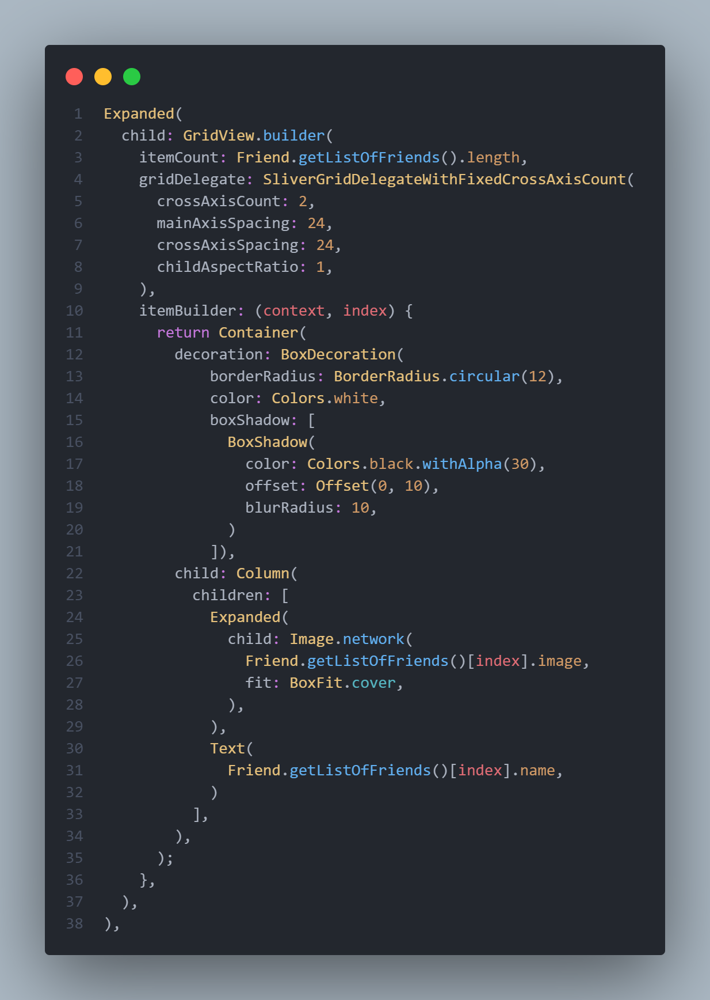 1 Expanded(
2   child: GridView.builder(
3     itemCount: Friend.getListOfFriends().length,
4     gridDelegate: SliverGridDelegateWithFixedCrossAxisCount(
5       crossAxisCount: 2,
6       mainAxisSpacing: 24,
7       crossAxisSpacing: 24,
8       childAspectRatio: 1,
9     ),
10     itemBuilder: (context, index) {
11       return Container(
12         decoration: BoxDecoration(
13             borderRadius: BorderRadius.circular(12),
14             color: Colors.white,
15             boxShadow: [
16               BoxShadow(
17                 color: Colors.black.withAlpha(30),
18                 offset: Offset(0, 10),
19                 blurRadius: 10,
20               )
21             ]),
22         child: Column(
23           children: [
24             Expanded(
25               child: Image.network(
26                 Friend.getListOfFriends()[index].image,
27                 fit: BoxFit.cover,
28               ),
29             ),
30             Text(
31               Friend.getListOfFriends()[index].name,
32             )
33           ],
34         ),
35       );
36     },
37   ),
38 ),